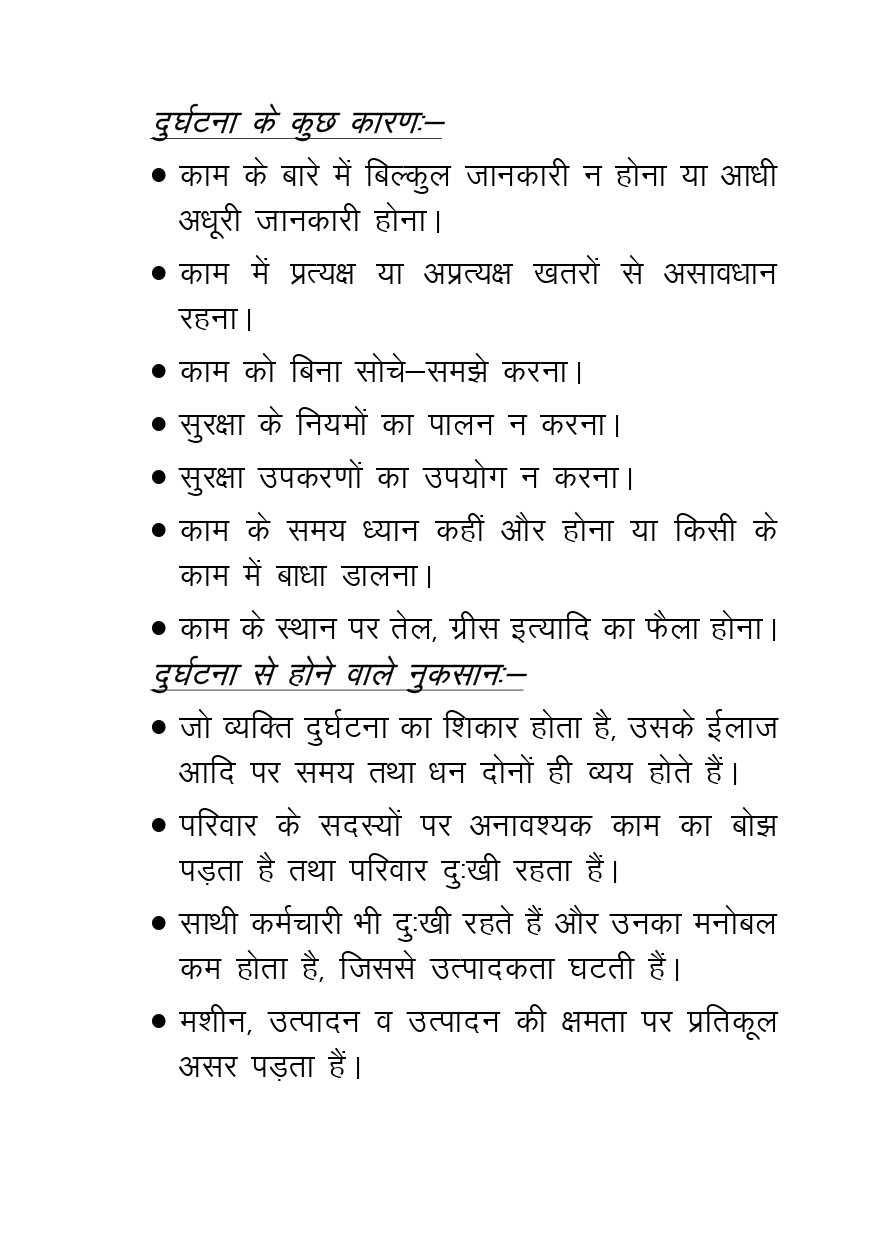 दुर्घटना के कुछ कारणः–
• काम के बारे में बिल्कुल जानकारी न होना या आधी
अधूरी जानकारी होना।
• काम में प्रत्यक्ष या अप्रत्यक्ष खतरों से असावधान
रहना।
• काम को बिना सोचे–समझे करना।
• सुरक्षा के नियमों का पालन न करना।
• सुरक्षा उपकरणों का उपयोग न करना।
• काम के समय ध्यान कहीं और होना या किसी के
काम में बाधा डालना।
• काम के स्थान पर तेल, ग्रीस इत्यादि का फैला होना।
दुर्घटना से होने वाले नुकसानः–
• जो व्यक्ति दुर्घटना का शिकार होता है, उसके ईलाज
आदि पर समय तथा धन दोनों ही व्यय होते हैं।
• परिवार के सदस्यों पर अनावश्यक काम का बोझ
पड़ता है तथा परिवार दुःखी रहता हैं।
• साथी कर्मचारी भी दुःखी रहते हैं और उनका मनोबल
कम होता है, जिससे उत्पादकता घटती हैं।
• मशीन, उत्पादन व उत्पादन की क्षमता पर प्रतिकूल
असर पड़ता हैं।